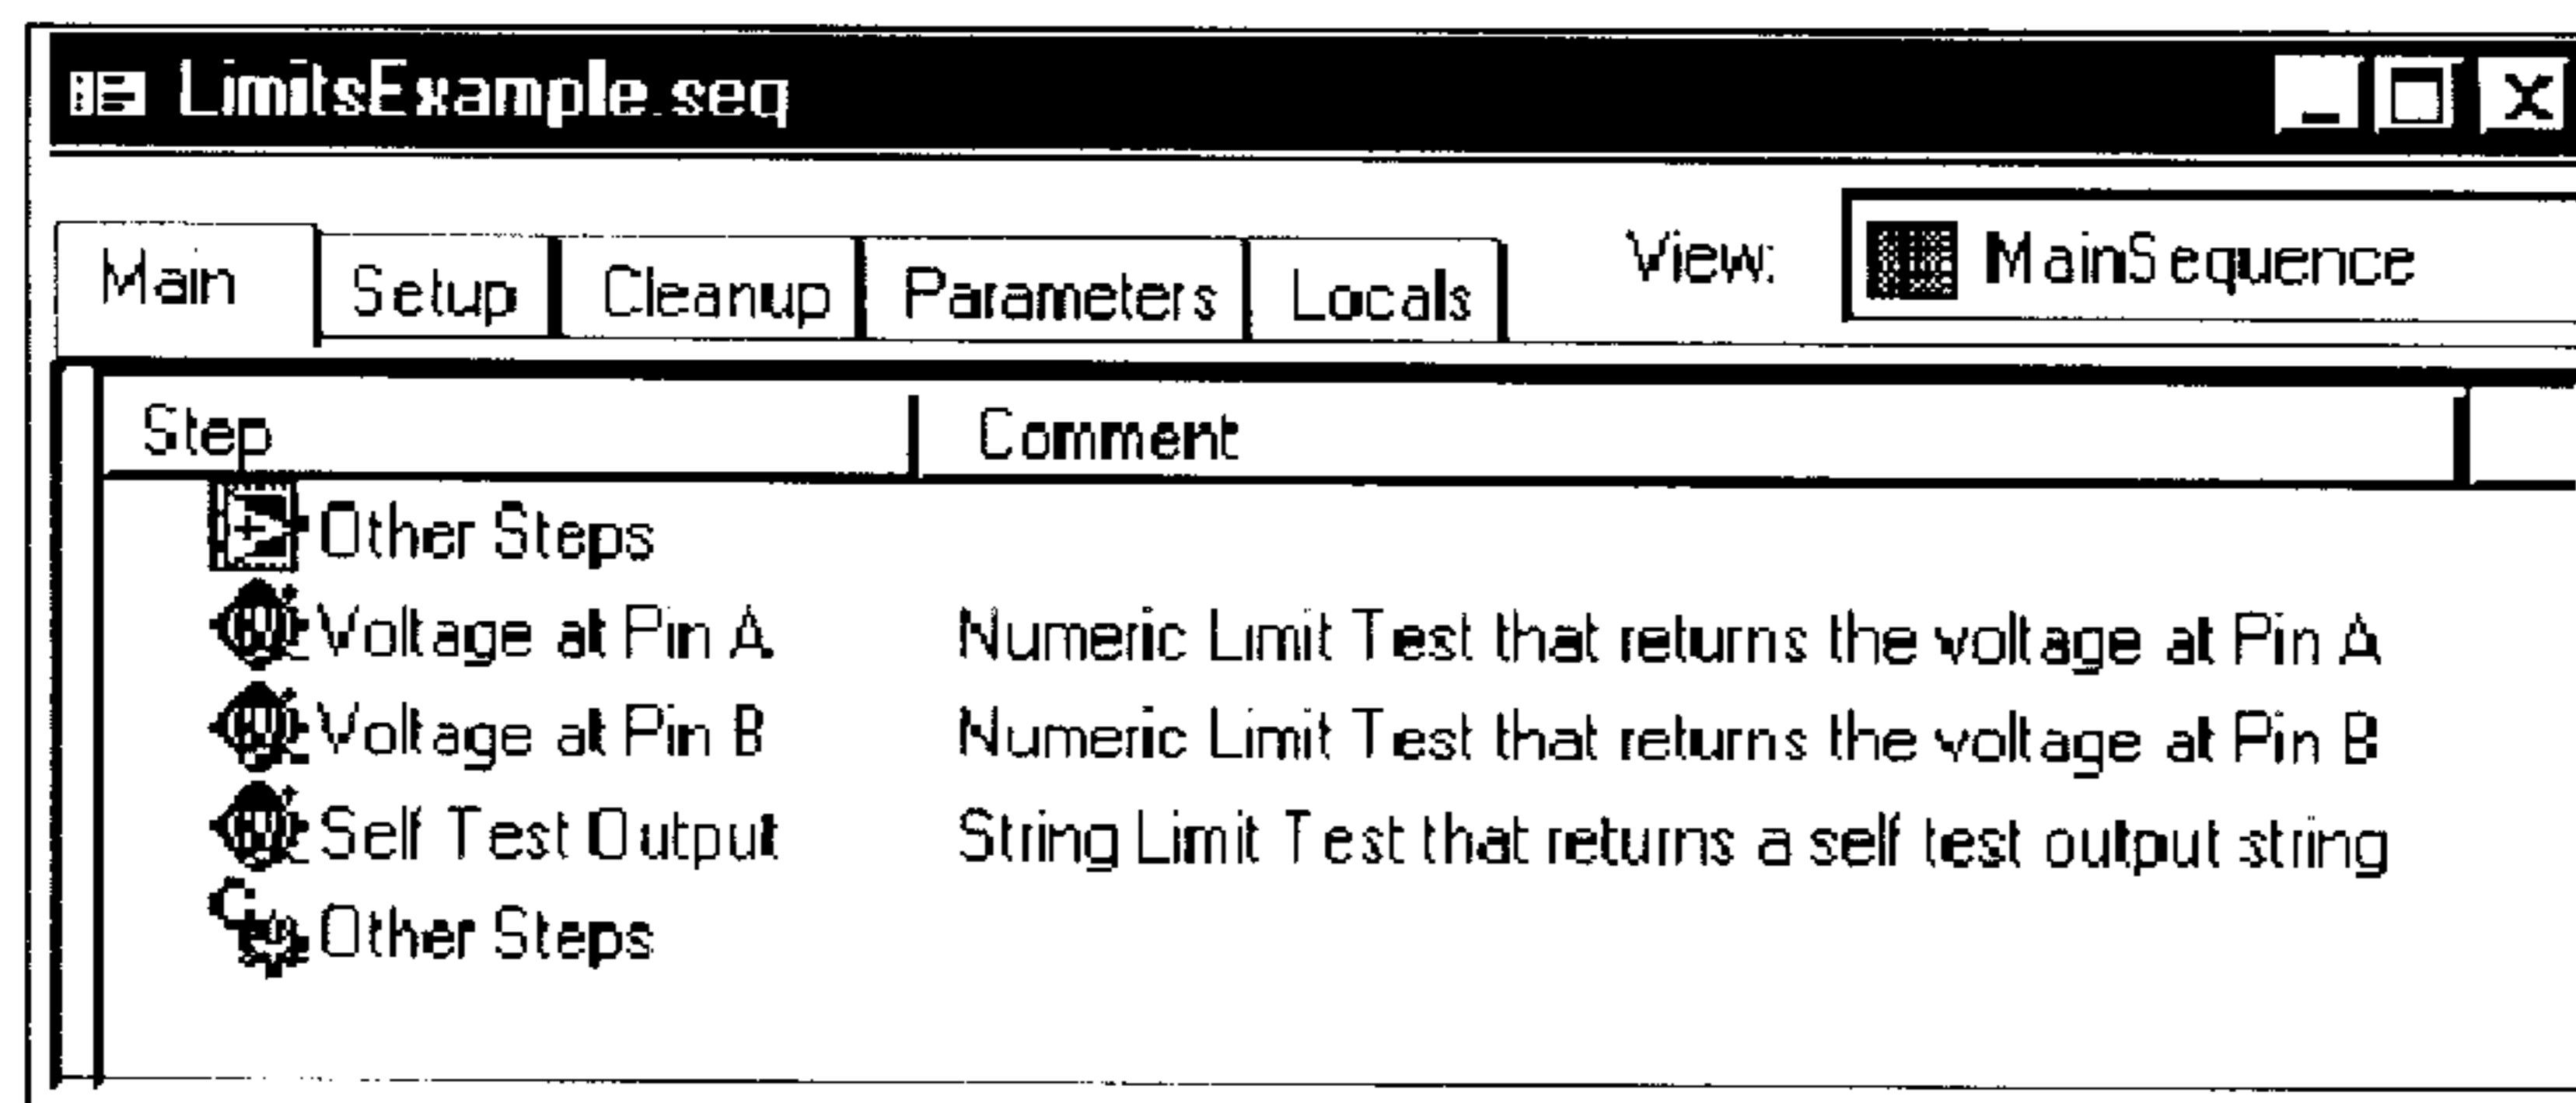 LimitsExample.seq
Main Setup Cleanup Parameters Locals View: MainSequence
Step Comment
Other Steps
Voltage at Pin A Numeric Limit Test that returns the voltage at Pin A
Voltage at Pin B Numeric Limit Test that returns the voltage at Pin B
Self Test Output String Limit Test that returns a self test output string
Other Steps